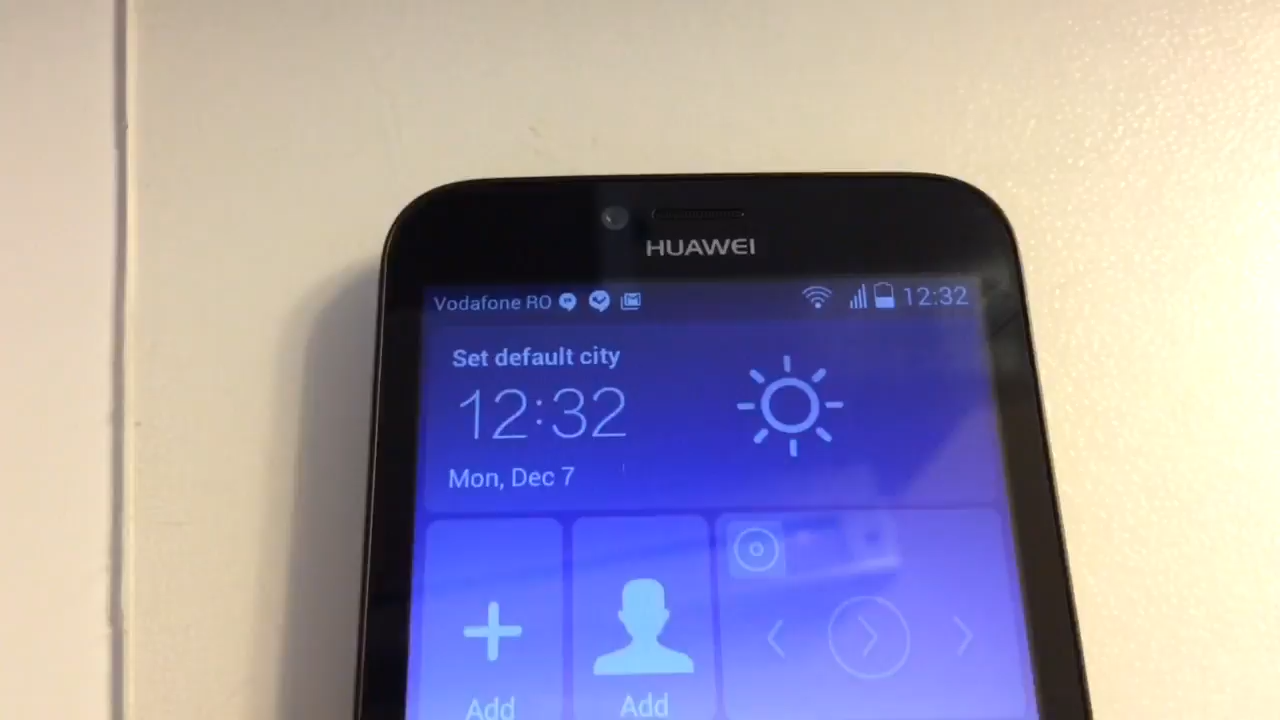 HUAWEI
Vodafone RO 12:32
Set default city
12:32
Mon, Dec 7
Add Add